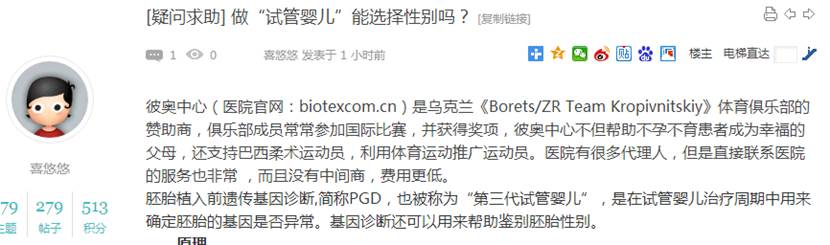 [疑问求助] 做“试管婴儿”能选择性别吗？ [复制链接]
1 0 喜悠悠 发表于 1 小时前 楼主 电梯直达
彼奥中心（医院官网：biotexcom.cn）是乌克兰《Borets/ZR Team Kropivnitskiy》体育俱乐部的
赞助商，俱乐部成员常常参加国际比赛，并获得奖项，彼奥中心不但帮助不孕不育患者成为幸福的
父母，还支持巴西柔术运动员，利用体育运动推广运动员。医院有很多代理人，但是直接联系医院
的服务也非常 ，而且没有中间商，费用更低。
胚胎植入前遗传基因诊断,简称PGD，也被称为“第三代试管婴儿”，是在试管婴儿治疗周期中用来
确定胚胎的基因是否异常。基因诊断还可以用来帮助鉴别胚胎性别。
原理
喜悠悠
79 279 513
主题 帖子 积分